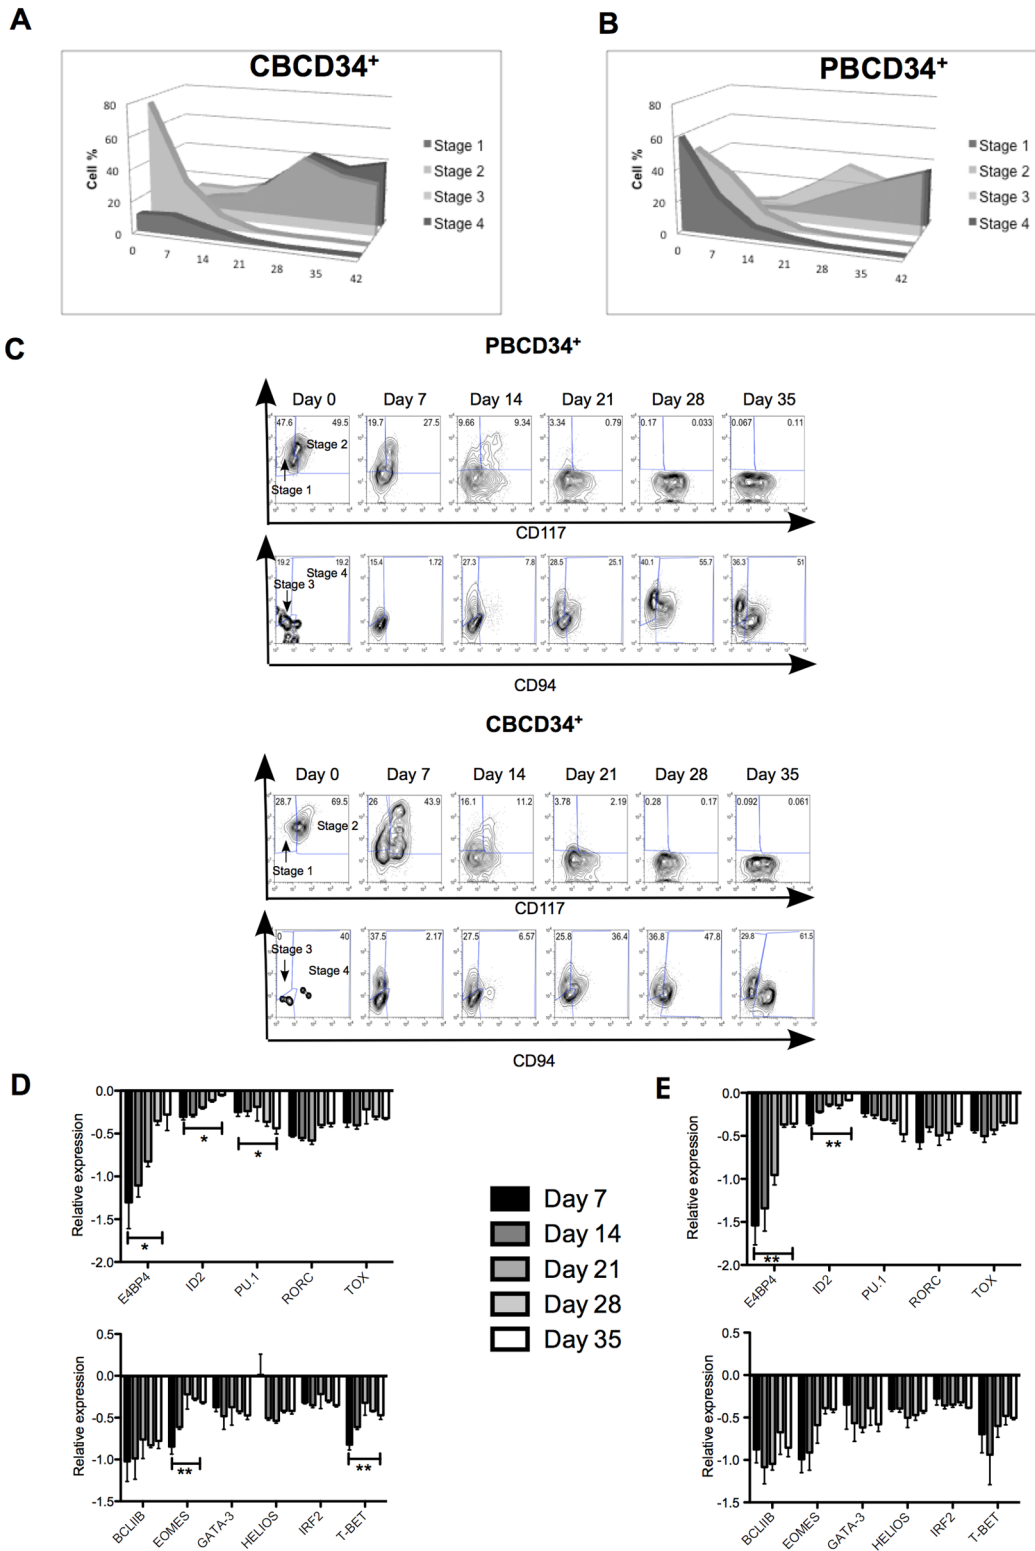 A
B
CBCD34+
PBCD34+
80
60
40
20
0
Cell %
0 7 14 21 28 35 42
Stage 1
Stage 2
Stage 3
Stage 4
80
60
40
20
0
Cell %
0 7 14 21 28 35 42
Stage 1
Stage 2
Stage 3
Stage 4
C
PBCD34+
Day 0 Day 7 Day 14 Day 21 Day 28 Day 35
47.6 49.5 19.7 27.5 9.66 9.34 3.34 0.79 0.17 0.033 0.067 0.11
Stage 2
Stage 1
CD117
19.2 19.2 15.4 1.72 27.3 7.8 28.5 25.1 40.1 55.7 36.3 51
Stage 4
Stage 3
CD94
CBCD34+
Day 0 Day 7 Day 14 Day 21 Day 28 Day 35
28.7 69.5 26 43.9 16.1 11.2 3.78 2.19 0.28 0.17 0.092 0.061
Stage 2
Stage 1
CD117
0 40 37.5 2.17 27.5 6.57 25.8 36.4 36.8 47.8 29.8 61.5
Stage 3
Stage 4
CD94
D
E
0.0
-0.5
-1.0
-1.5
-2.0
Relative expression
* * *
E4BP4 ID2 PU.1 RORC TOX
0.5
0.0
-0.5
-1.0
-1.5
Relative expression
** **
BCLIIB EOMES GATA-3 HELIOS IRF2 T-BET
Day 7
Day 14
Day 21
Day 28
Day 35
0.0
-0.5
-1.0
-1.5
-2.0
Relative expression
** **
E4BP4 ID2 PU.1 RORC TOX
0.5
0.0
-0.5
-1.0
-1.5
Relative expression
BCLIIB EOMES GATA-3 HELIOS IRF2 T-BET